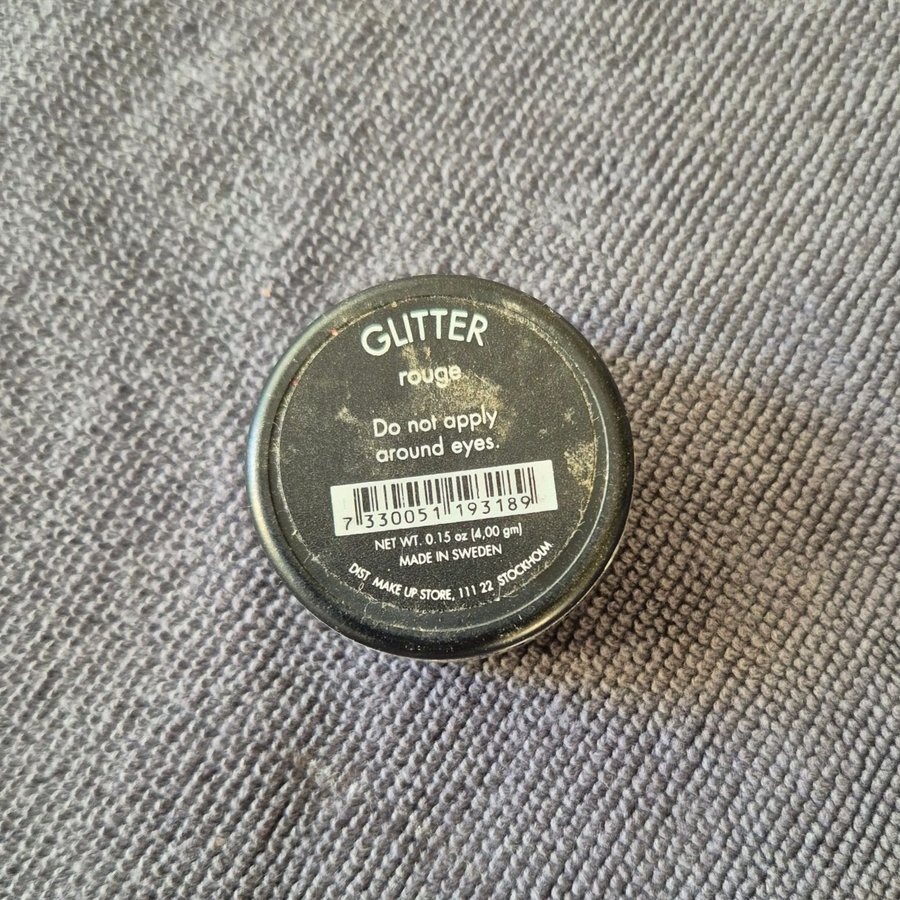 GLITTER
rouge
Do not apply
around eyes.
7 330051 193189
NET WT. 0.15 oz (4,00 gm)
MADE IN SWEDEN
DIST MAKE UP STORE, 111 22 STOCKHOLM